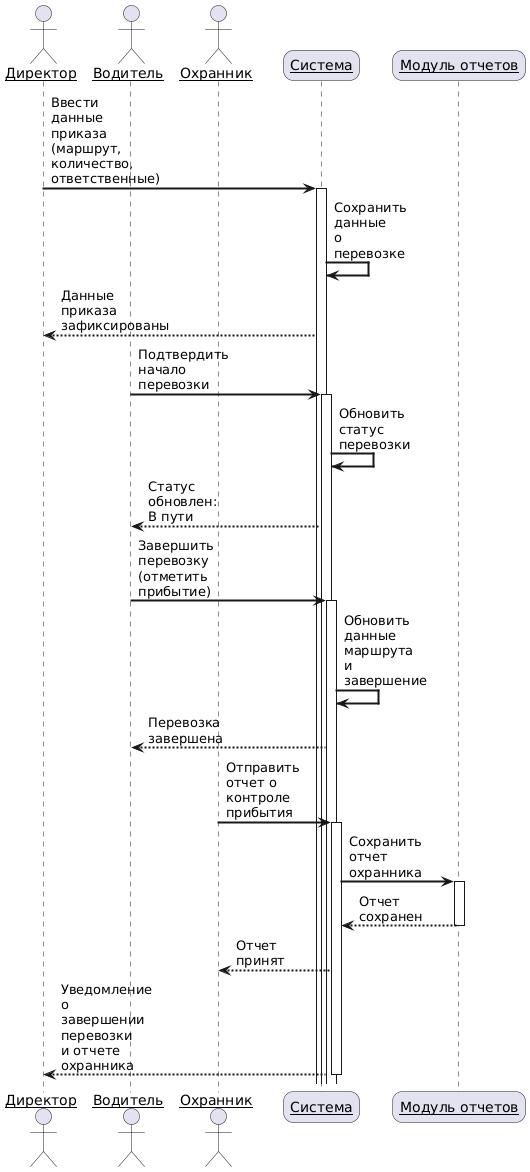 Директор
Водитель
Охранник
Система
Модуль отчетов
Ввести
данные
приказа
(маршрут,
количество,
ответственные)
Сохранить
данные
о
перевозке
Данные
приказа
зафиксированы
Подтвердить
начало
перевозки
Обновить
статус
перевозки
Статус
обновлен:
В пути
Завершить
перевозку
(отметить
прибытие)
Обновить
данные
маршрута
и
завершение
Перевозка
завершена
Отправить
отчет о
контроле
прибытия
Сохранить
отчет
охранника
Отчет
сохранен
Отчет
принят
Уведомление
о
завершении
перевозки
и отчете
охранника
Директор
Водитель
Охранник
Система
Модуль отчетов